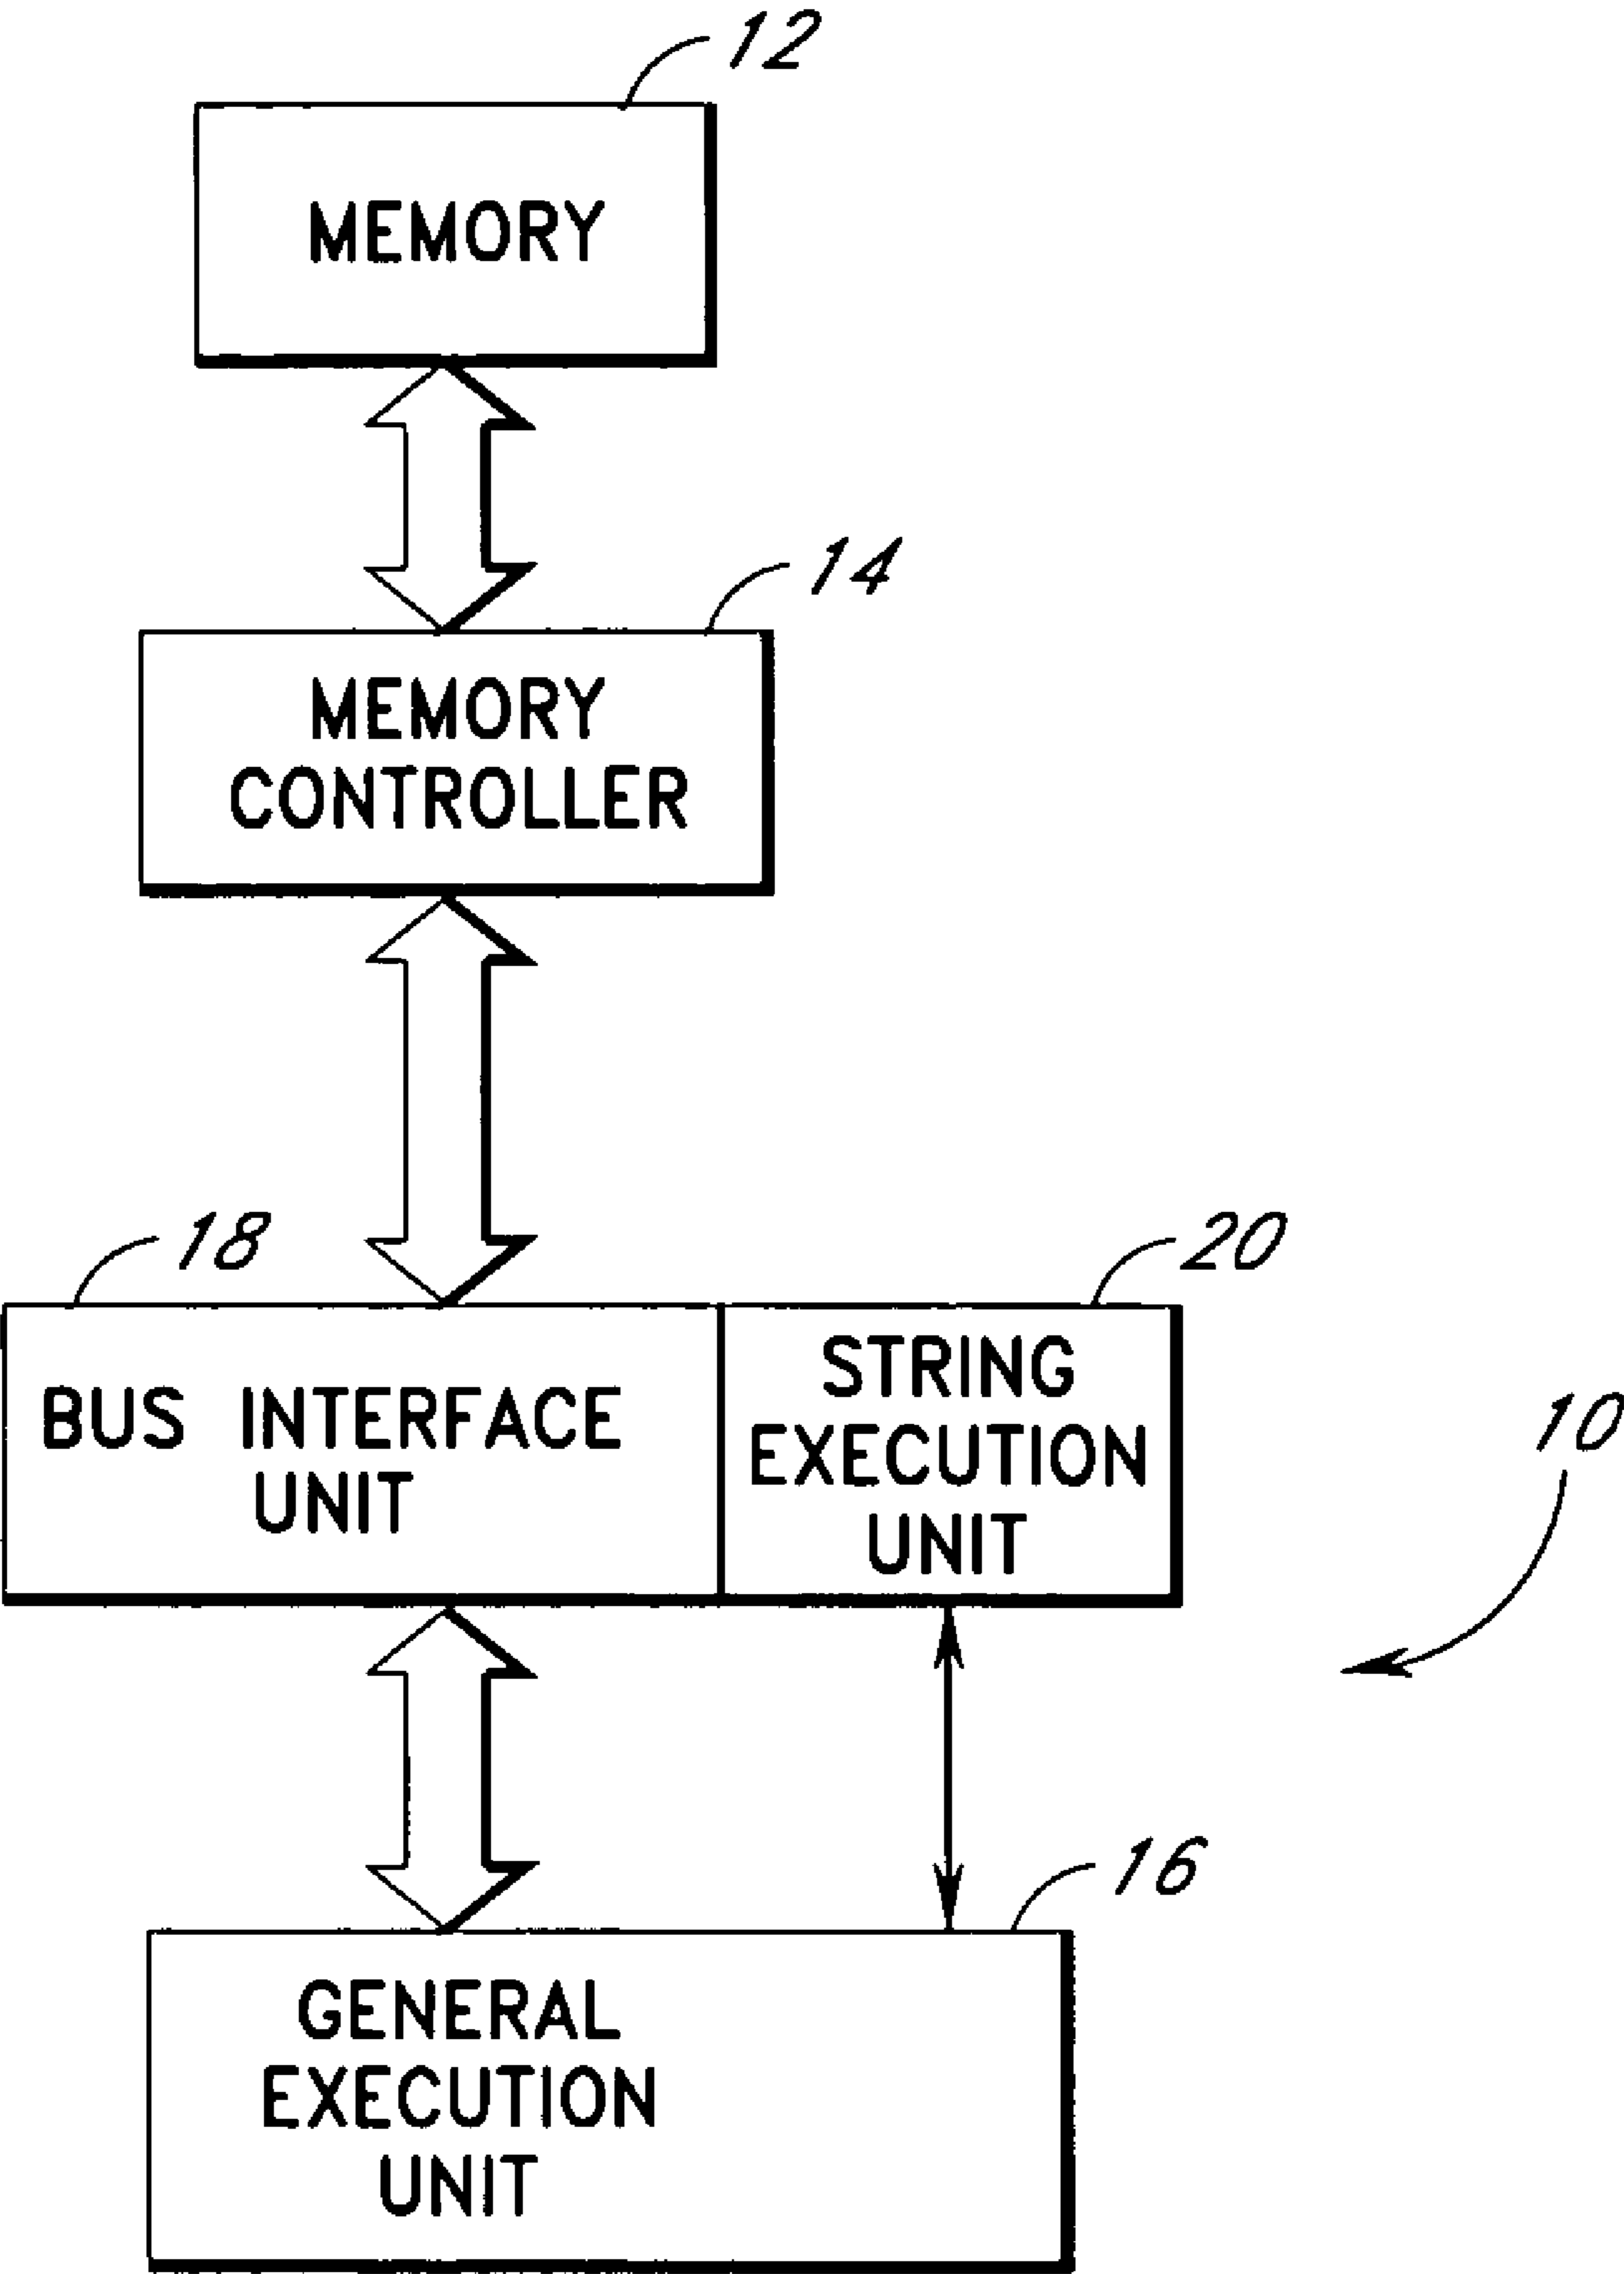 12
MEMORY
14
MEMORY
CONTROLLER
18
20
BUS INTERFACE
UNIT
STRING
EXECUTION
UNIT
10
16
GENERAL
EXECUTION
UNIT